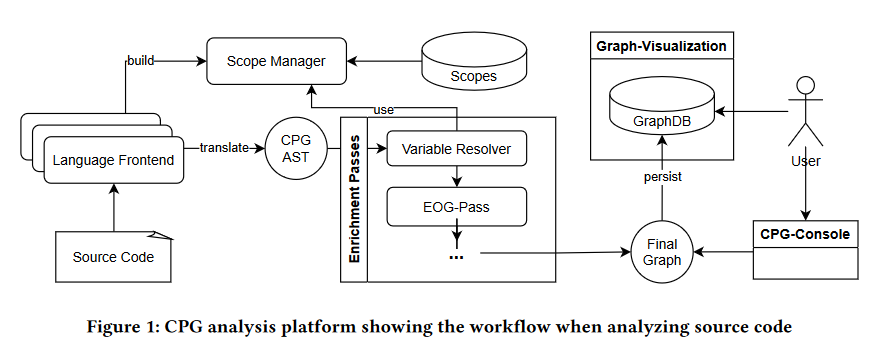 build
Scope Manager
Scopes
Graph-Visualization
GraphDB
User
Language Frontend
translate
CPG
AST
use
Enrichment Passes
Variable Resolver
EOG-Pass
...
persist
Final
Graph
CPG-Console
Source Code
Figure 1: CPG analysis platform showing the workflow when analyzing source code